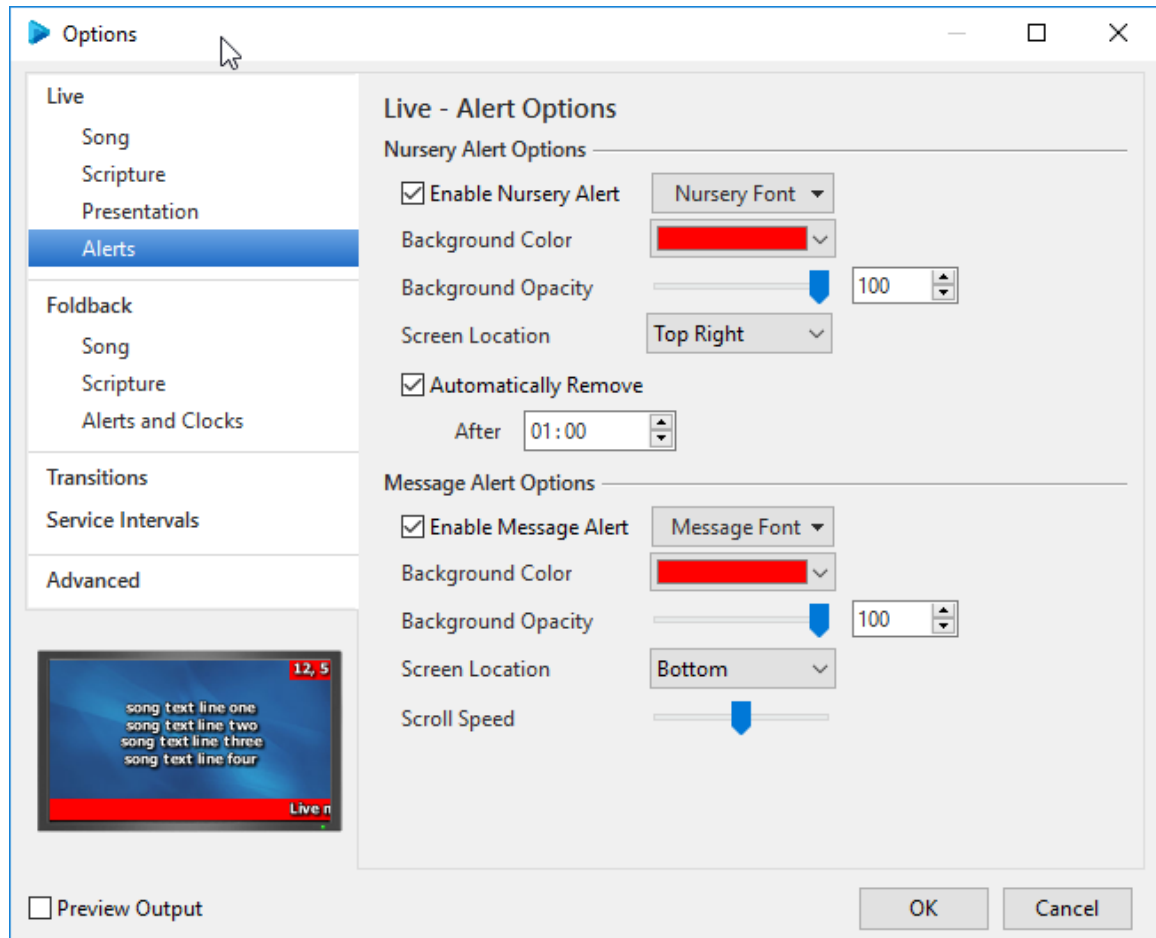 Options
Live
Song
Scripture
Presentation
Alerts
Foldback
Song
Scripture
Alerts and Clocks
Transitions
Service Intervals
Advanced
12, 5
song text line one
song text line two
song text line three
song text line four
Live n
Live - Alert Options
Nursery Alert Options
Enable Nursery Alert Nursery Font
Background Color
Background Opacity 100
Screen Location Top Right
Automatically Remove
After 01:00
Message Alert Options
Enable Message Alert Message Font
Background Color
Background Opacity 100
Screen Location Bottom
Scroll Speed
Preview Output OK Cancel